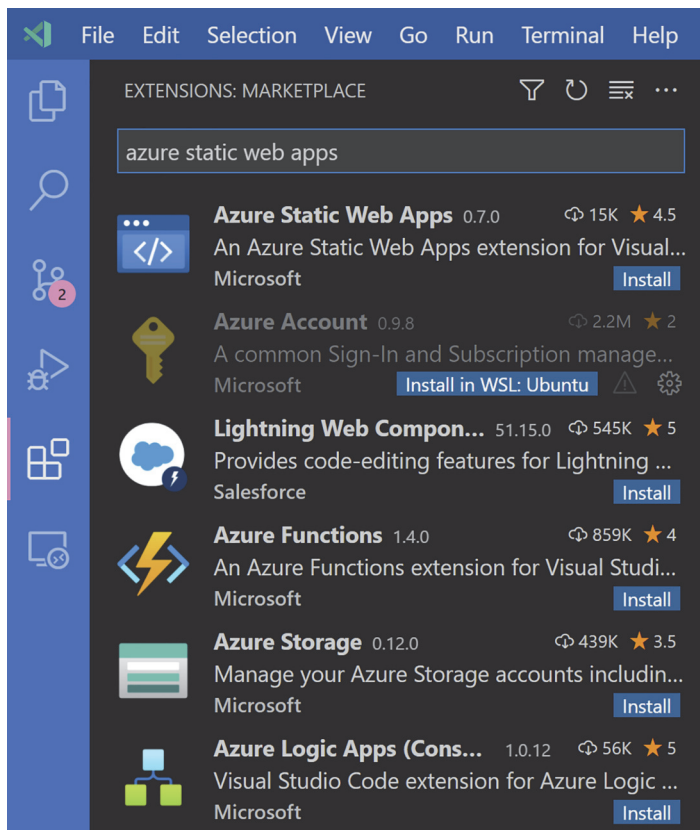 File Edit Selection View Go Run Terminal Help
EXTENSIONS: MARKETPLACE
azure static web apps
Azure Static Web Apps 0.7.0 15K 4.5
An Azure Static Web Apps extension for Visual...
Microsoft Install
Azure Account 0.9.8 2.2M 2
A common Sign-In and Subscription manage...
Microsoft Install in WSL: Ubuntu
Lightning Web Compon... 51.15.0 545K 5
Provides code-editing features for Lightning ...
Salesforce Install
2
Azure Functions 1.4.0 859K 4
An Azure Functions extension for Visual Studi...
Microsoft Install
Azure Storage 0.12.0 439K 3.5
Manage your Azure Storage accounts includin...
Microsoft Install
Azure Logic Apps (Cons... 1.0.12 56K 5
Visual Studio Code extension for Azure Logic ...
Microsoft Install